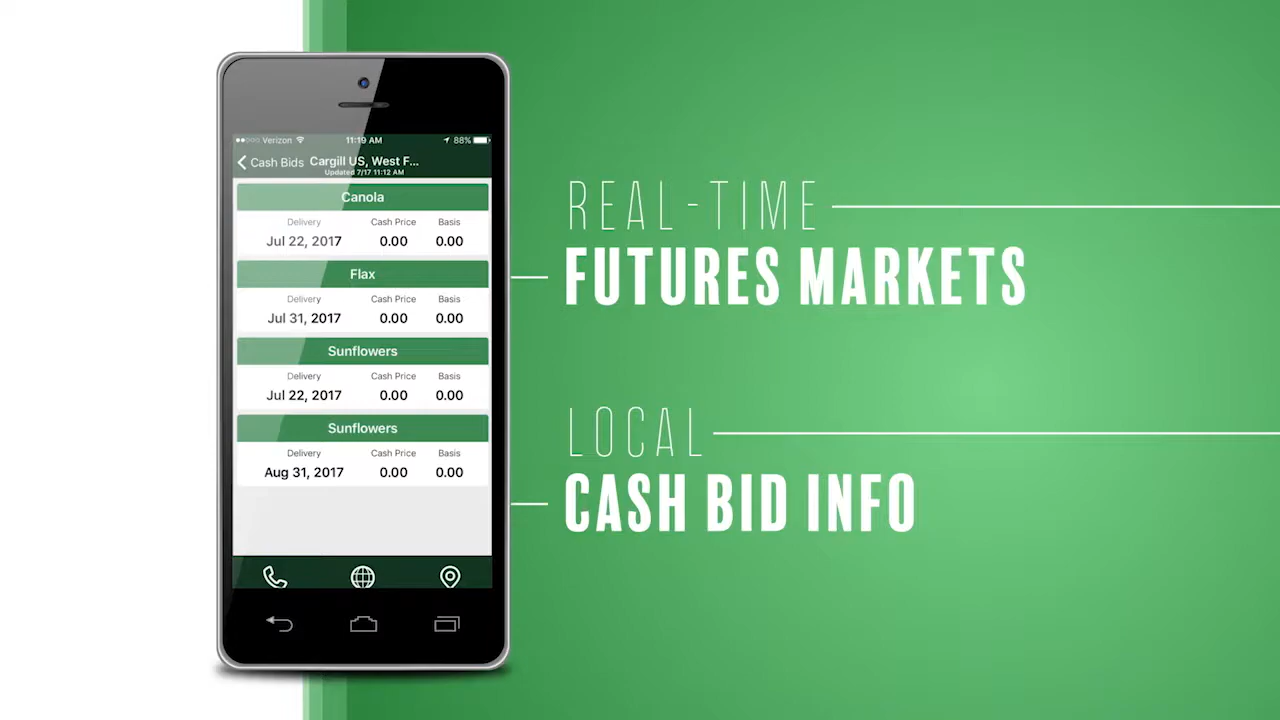 Verizon 11:19 AM 88%
Cash Bids Cargill US, West F...
Updated 7/17 11:12 AM
Canola
Delivery Cash Price Basis
Jul 22, 2017 0.00 0.00
Flax
Delivery Cash Price Basis
Jul 31, 2017 0.00 0.00
Sunflowers
Delivery Cash Price Basis
Jul 22, 2017 0.00 0.00
Sunflowers
Delivery Cash Price Basis
Aug 31, 2017 0.00 0.00
REAL-TIME
FUTURES MARKETS
LOCAL
CASH BID INFO